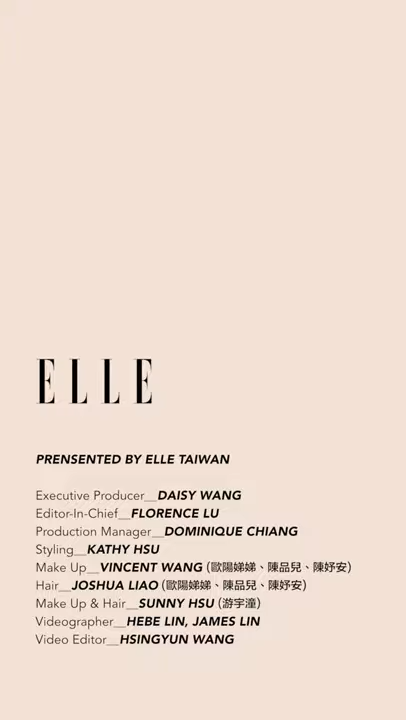 ELLE
PRENSENTED BY ELLE TAIWAN
Executive Producer__DAISY WANG
Editor-In-Chief__FLORENCE LU
Production Manager__DOMINIQUE CHIANG
Styling__KATHY HSU
Make Up__VINCENT WANG (歐陽娣娣、陳品兒、陳妤安)
Hair__JOSHUA LIAO (歐陽娣娣、陳品兒、陳妤安)
Make Up & Hair__SUNNY HSU (游宇潼)
Videographer__HEBE LIN, JAMES LIN
Video Editor__HSINGYUN WANG